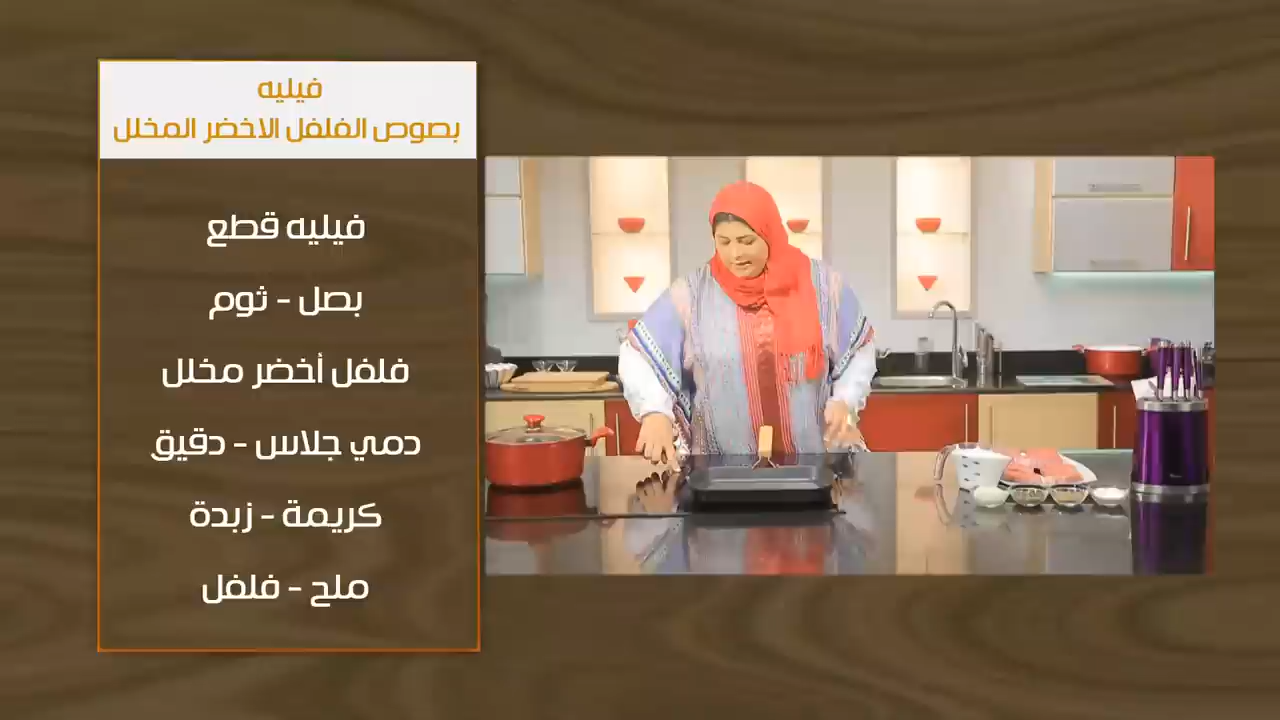 فيليه
بصوص الفلفل الاخضر المخلل
فيليه قطع
بصل - ثوم
فلفل أخضر مخلل
دمي جلاس - دقيق
كريمة - زبدة
ملح - فلفل